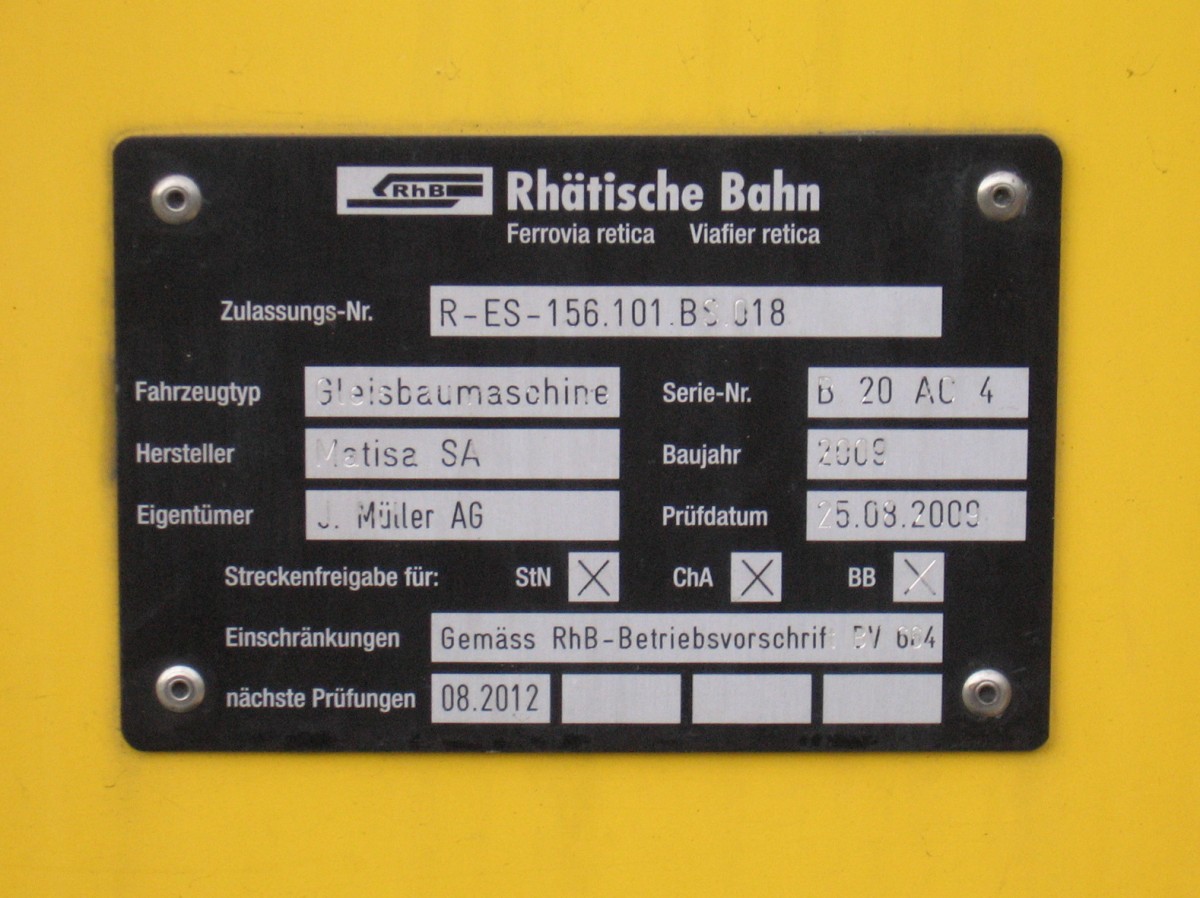 RhB Rhätische Bahn
Ferrovia retica Viafier retica
Zulassungs-Nr. R-ES-156.101.BS.018
Fahrzeugtyp Gleisbaumaschine Serie-Nr. B 20 AC 4
Hersteller Matisa SA Baujahr 2009
Eigentümer J. Müller AG Prüfdatum 25.08.2009
Streckenfreigabe für: StN X ChA X BB X
Einschränkungen Gemäss RhB-Betriebsvorschrift BV 664
nächste Prüfungen 08.2012